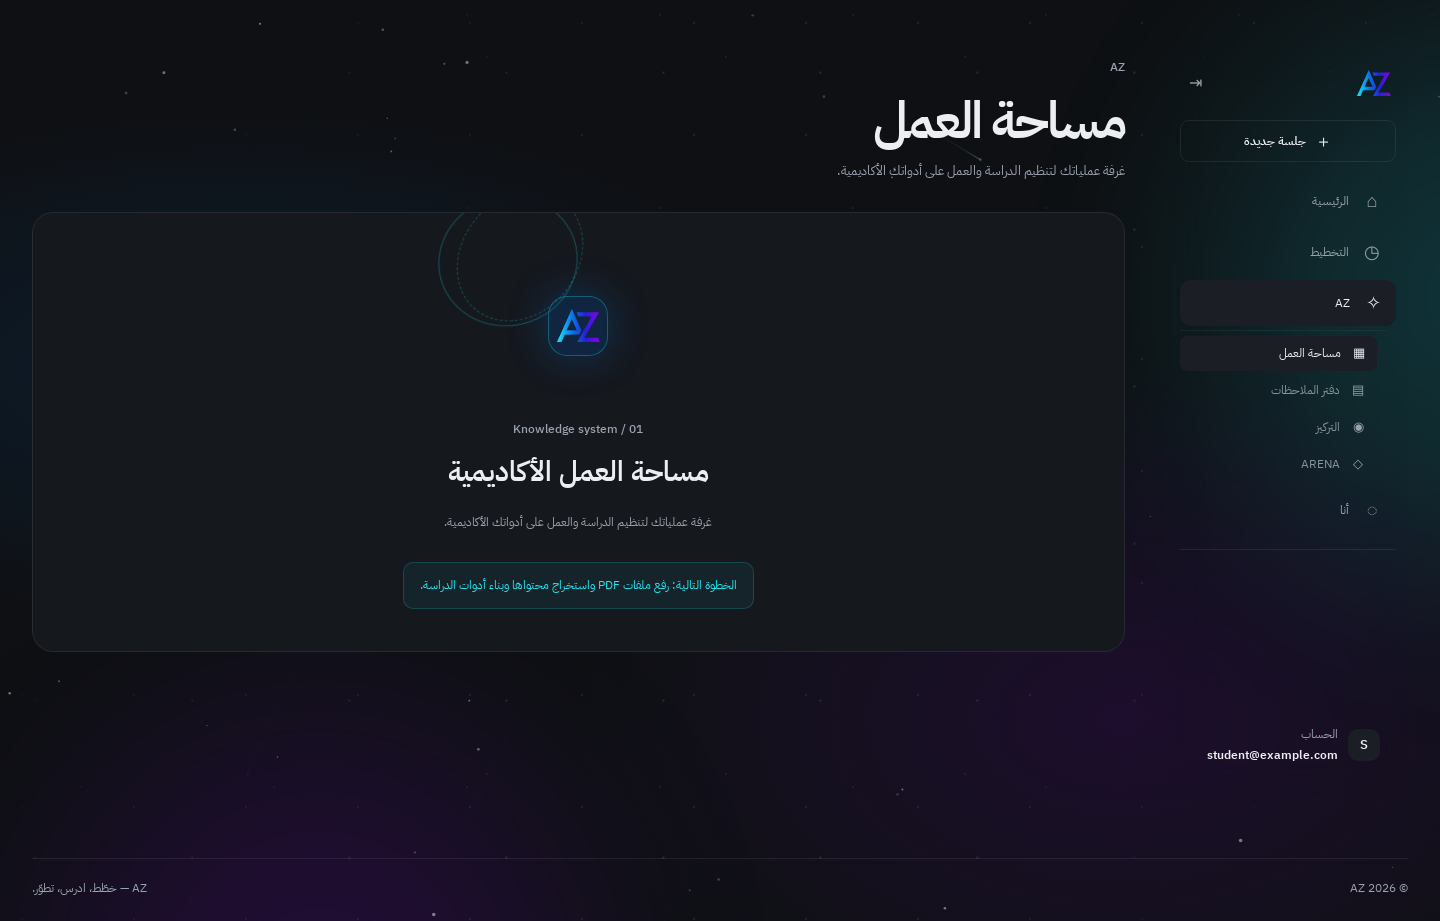 AZ
جلسة جديدة
الرئيسية
التخطيط
AZ
مساحة العمل
دفتر الملاحظات
التركيز
ARENA
أنا
الحساب
S
student@example.com
AZ
مساحة العمل
غرفة عملياتك لتنظيم الدراسة والعمل على أدواتك الأكاديمية.
AZ
Knowledge system / 01
مساحة العمل الأكاديمية
غرفة عملياتك لتنظيم الدراسة والعمل على أدواتك الأكاديمية.
الخطوة التالية: رفع ملفات PDF واستخراج محتواها وبناء أدوات الدراسة.
© 2026 AZ
AZ — خطّط، ادرس، تطوّر.